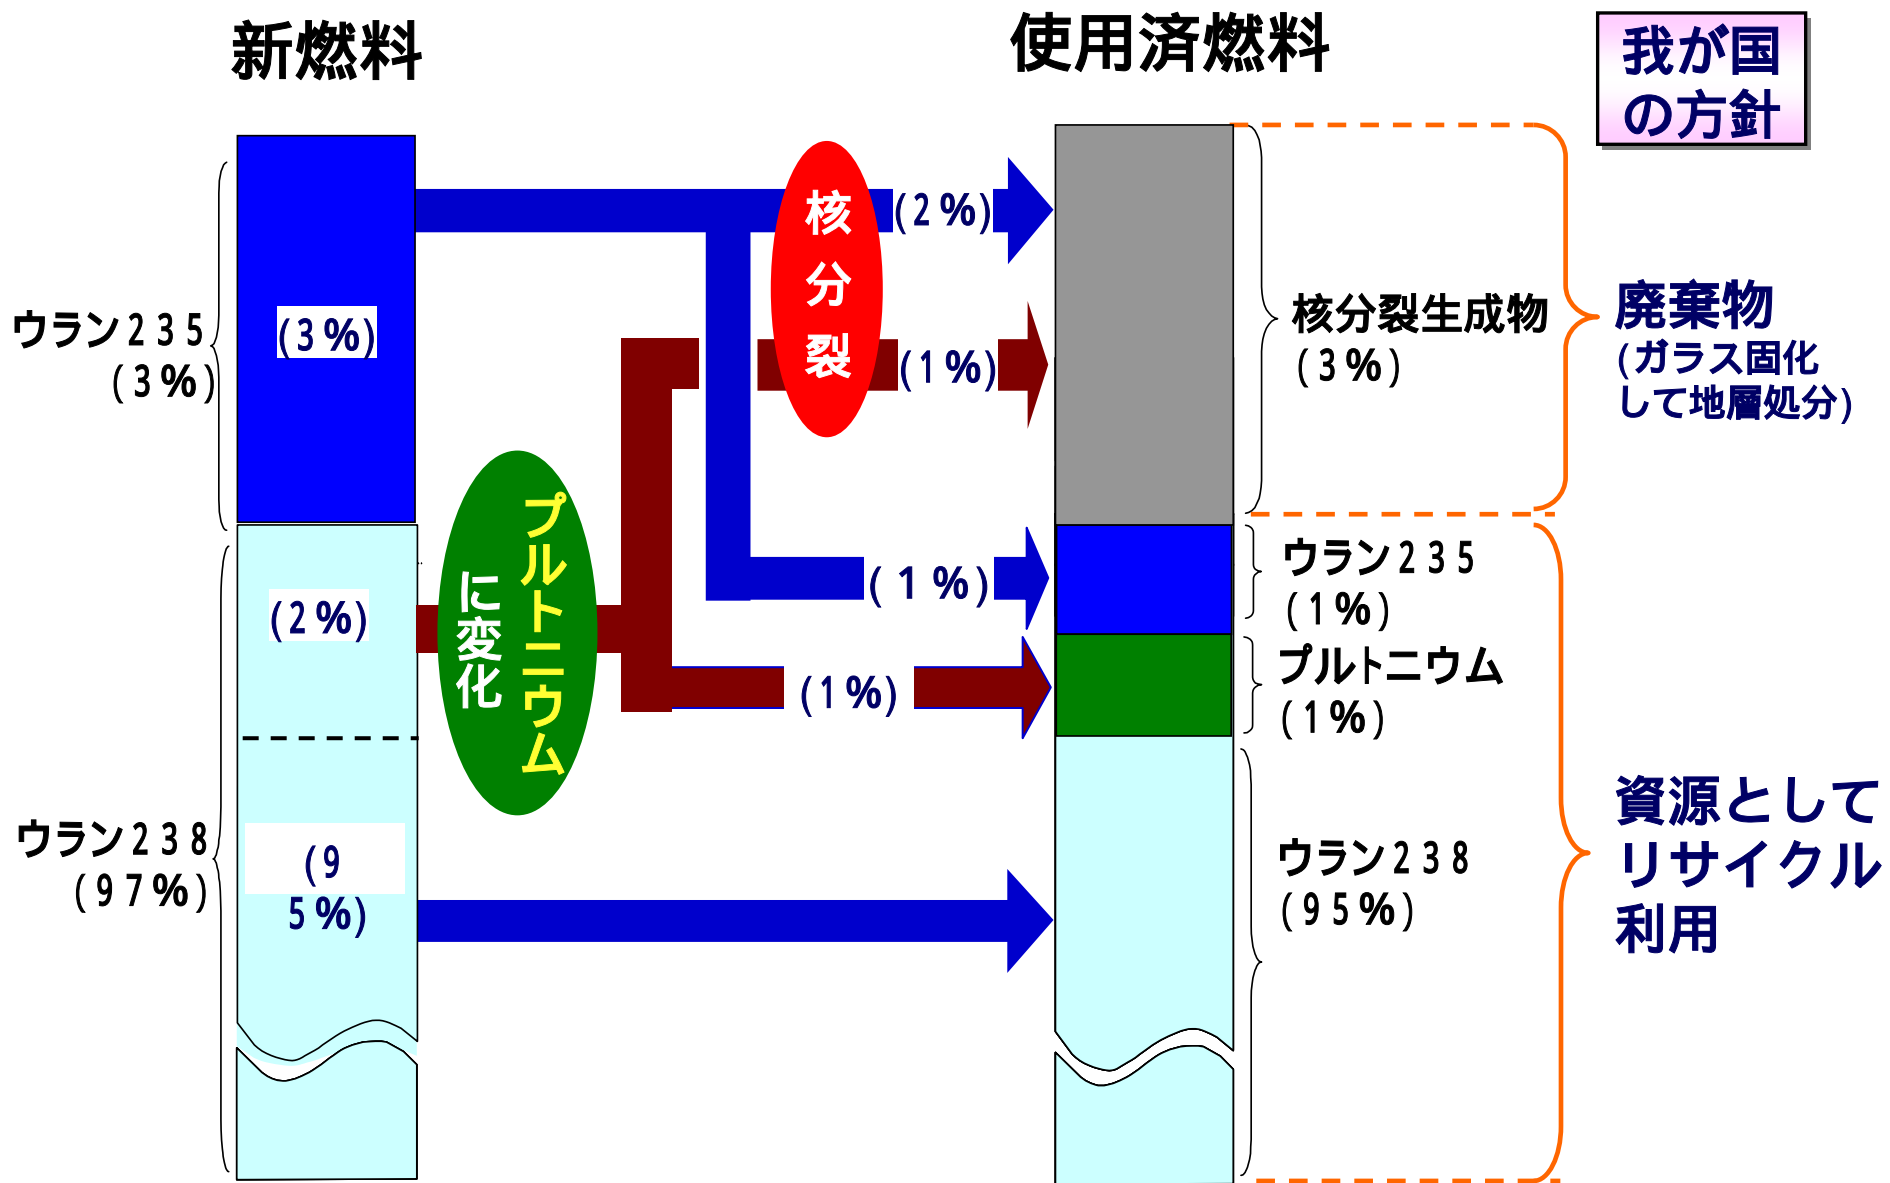 新燃料
使用済燃料
我が国
の方針
ウラン235
(3%)
(3%)
ウラン238
(97%)
(2%)
(9
5%)
プルトニウム
に変化
核分裂
(2%)
(1%)
(1%)
(1%)
核分裂生成物
(3%)
ウラン235
(1%)
プルトニウム
(1%)
ウラン238
(95%)
廃棄物
(ガラス固化
して地層処分)
資源として
リサイクル
利用